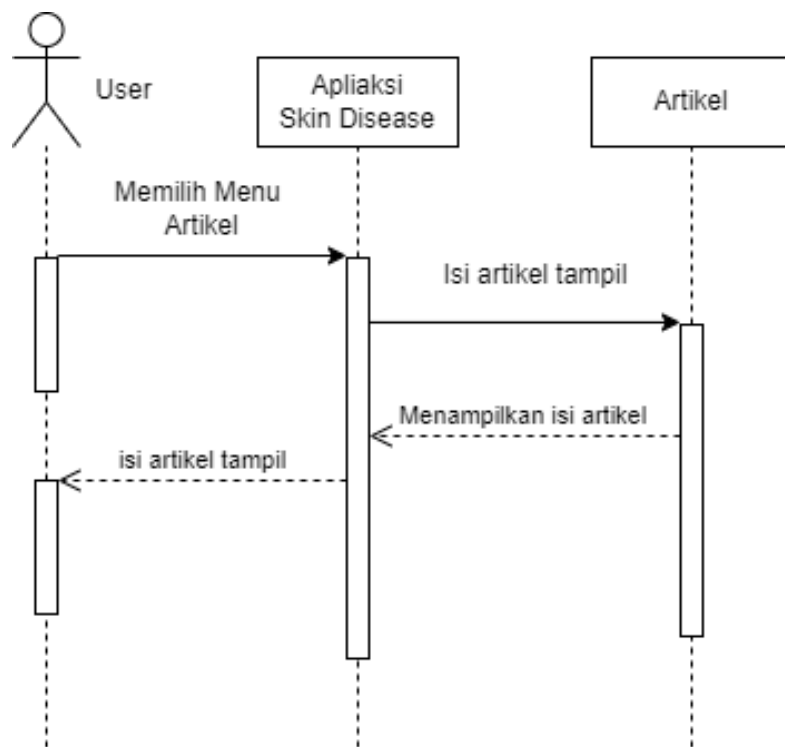 User
Apliaksi
Skin Disease
Artikel
Memilih Menu
Artikel
Isi artikel tampil
Menampilkan isi artikel
isi artikel tampil